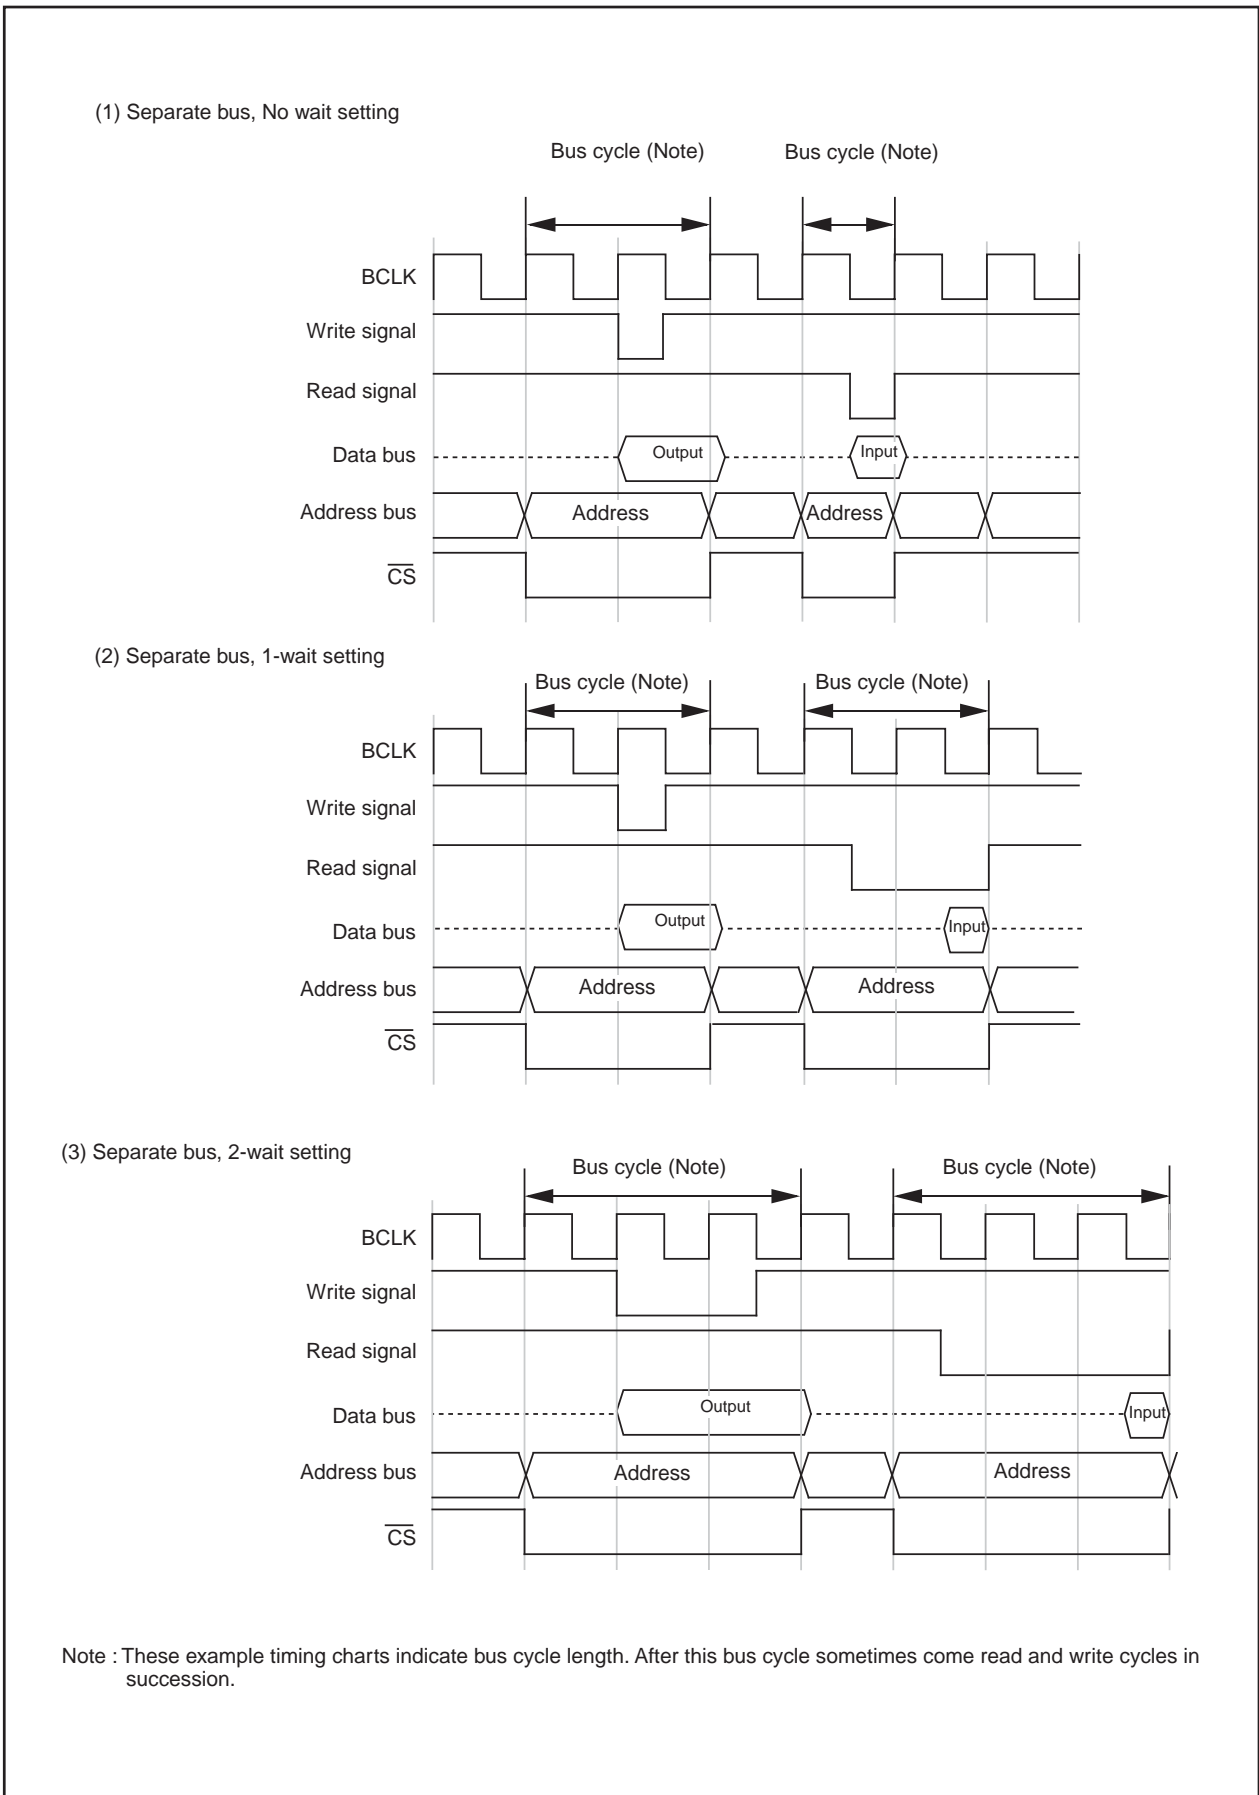 (1) Separate bus, No wait setting
Bus cycle (Note) Bus cycle (Note)
BCLK
Write signal
Read signal
Data bus Output Input
Address bus Address Address
CS
(2) Separate bus, 1-wait setting
Bus cycle (Note) Bus cycle (Note)
BCLK
Write signal
Read signal
Data bus Output Input
Address bus Address Address
CS
(3) Separate bus, 2-wait setting
Bus cycle (Note) Bus cycle (Note)
BCLK
Write signal
Read signal
Data bus Output Input
Address bus Address Address
CS
Note : These example timing charts indicate bus cycle length. After this bus cycle sometimes come read and write cycles in
succession.